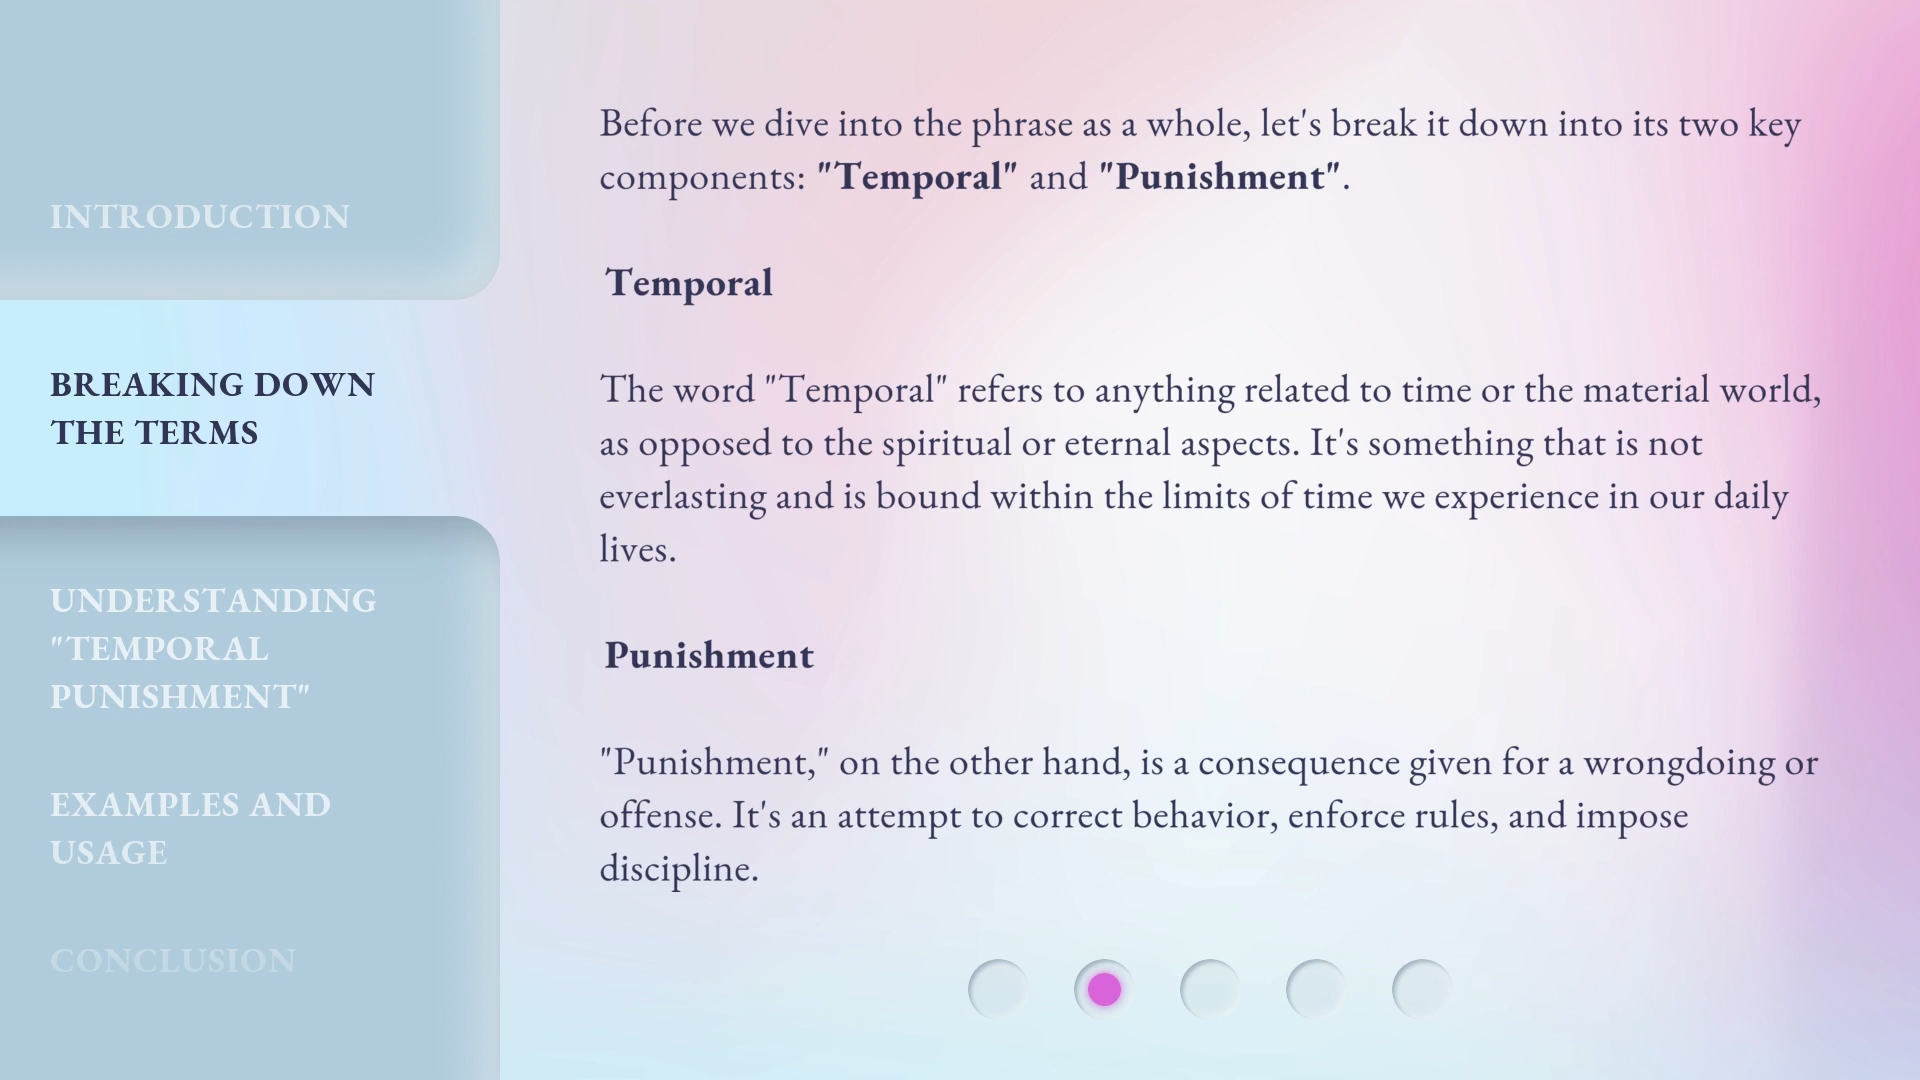 INTRODUCTION
BREAKING DOWN
THE TERMS
UNDERSTANDING
"TEMPORAL
PUNISHMENT"
EXAMPLES AND
USAGE
CONCLUSION
Before we dive into the phrase as a whole, let's break it down into its two key
components: "Temporal" and "Punishment".
Temporal
The word "Temporal" refers to anything related to time or the material world,
as opposed to the spiritual or eternal aspects. It's something that is not
everlasting and is bound within the limits of time we experience in our daily
lives.
Punishment
"Punishment," on the other hand, is a consequence given for a wrongdoing or
offense. It's an attempt to correct behavior, enforce rules, and impose
discipline.